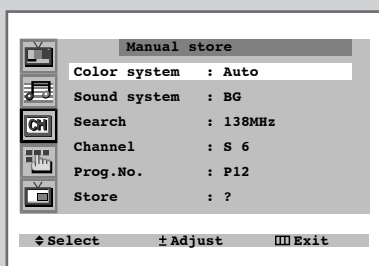 Manual store
Color system : Auto
Sound system : BG
Search : 138MHz
CH
Channel : S 6
Prog.No. : P12
Store : ?
Select ± Adjust Exit